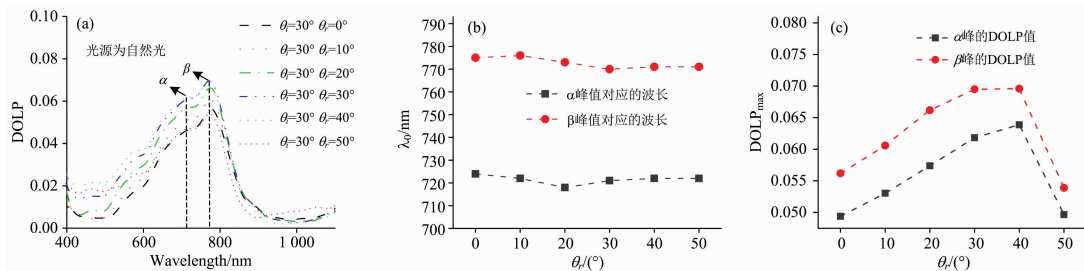 (a)
光源为自然光
α
β
θi=30° θr=0°
θi=30° θr=10°
θi=30° θr=20°
θi=30° θr=30°
θi=30° θr=40°
θi=30° θr=50°
DOLP
0.10
0.08
0.06
0.04
0.02
0.00
400
600
800
1 000
Wavelength/nm
(b)
λ0/nm
790
780
770
760
750
740
730
720
710
700
α峰值对应的波长
β峰值对应的波长
0
10
20
30
40
50
θr/(°)
(c)
α峰的DOLP值
β峰的DOLP值
DOLPmax
0.080
0.075
0.070
0.065
0.060
0.055
0.050
0
10
20
30
40
50
θr/(°)